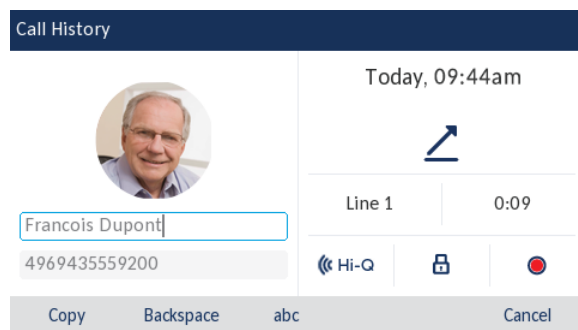 Call History
Francois Dupont
4969435559200
Today, 09:44am
Line 1
0:09
Hi-Q
Copy Backspace abc Cancel